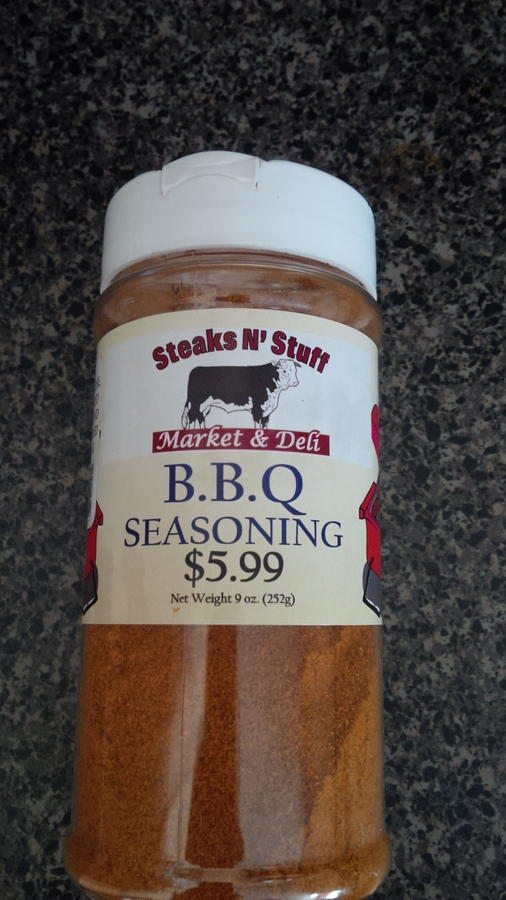 Steaks N' Stuff
Market & Deli
B.B.Q
SEASONING
$5.99
Net Weight 9 oz. (252g)